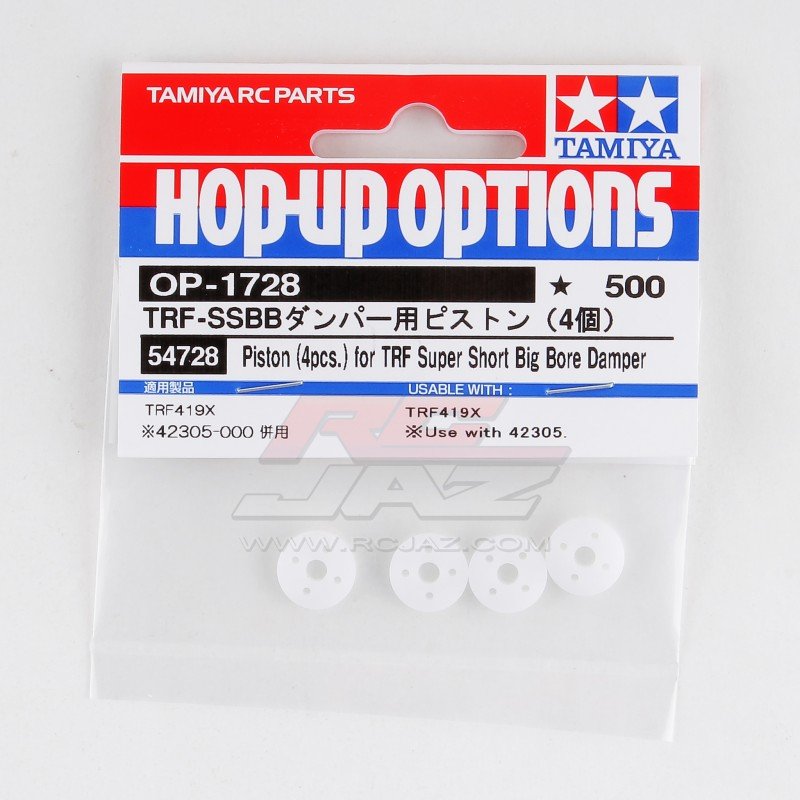 TAMIYA RC PARTS
TAMIYA
HOP-UP OPTIONS
OP-1728 ★ 500
TRF-SSBBダンパー用ピストン（4個）
54728 Piston (4pcs.) for TRF Super Short Big Bore Damper
適用製品 USABLE WITH :
TRF419X TRF419X
※42305-000 併用 ※Use with 42305.
RC
JAZ
WWW.RCJAZ.COM